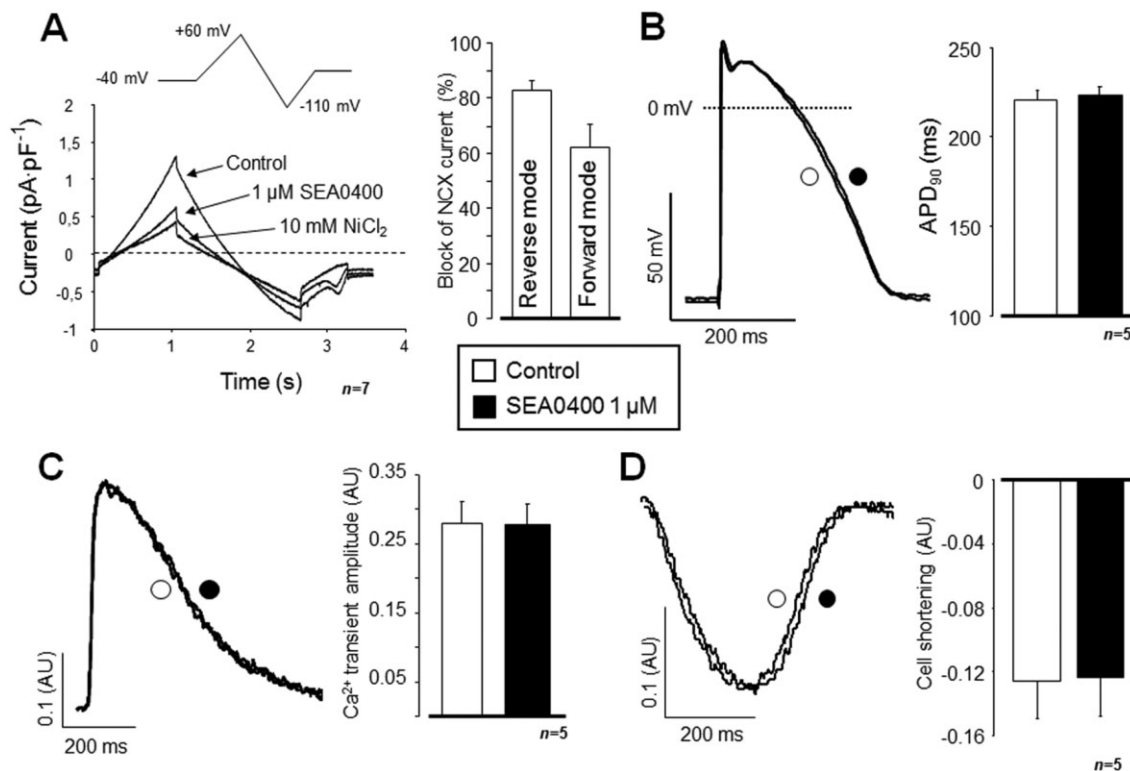 A
+60 mV
-40 mV
-110 mV
Current (pA·pF-1)
2
1,5
1
0,5
0
-0,5
-1
Control
1 µM SEA0400
10 mM NiCl2
0
1
2
3
4
Time (s)
n=7
Block of NCX current (%)
100
80
60
40
20
0
Reverse mode
Forward mode
B
0 mV
50 mV
200 ms
APD90 (ms)
250
200
150
100
n=5
Control
SEA0400 1 µM
C
0.1 (AU)
200 ms
Ca2+ transient amplitude (AU)
0.35
0.25
0.15
0.05
n=5
D
0.1 (AU)
200 ms
Cell shortening (AU)
0
-0.04
-0.08
-0.12
-0.16
n=5